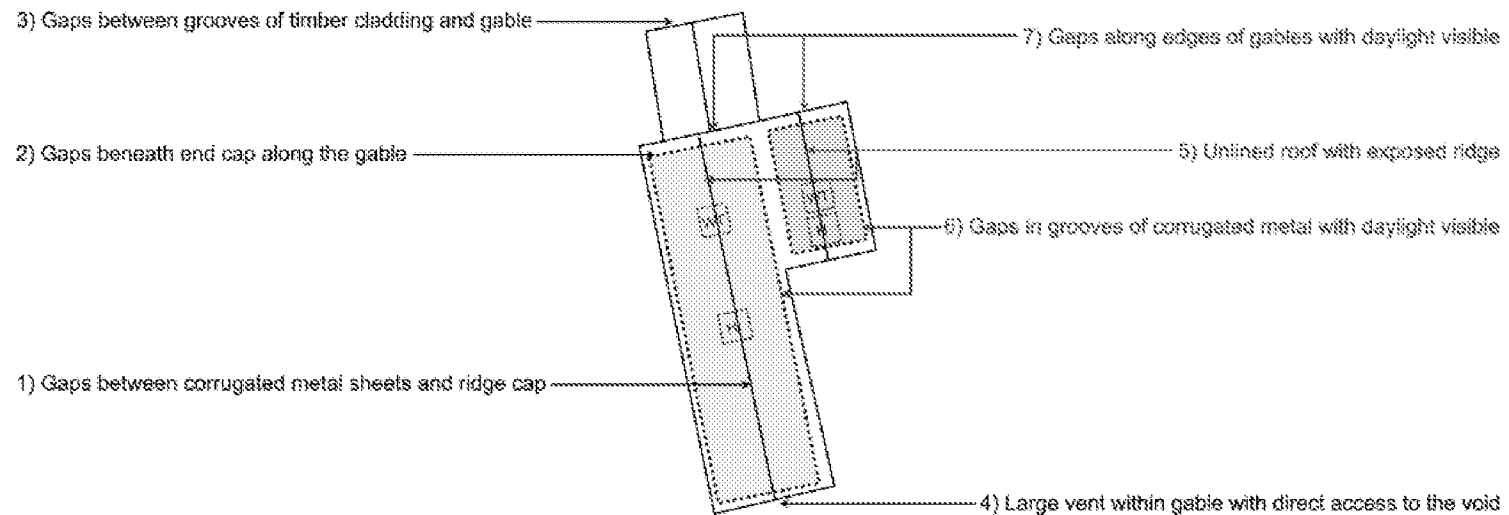 3) Gaps between grooves of timber cladding and gable
7) Gaps along edges of gables with daylight visible
2) Gaps beneath end cap along the gable
5) Unlined roof with exposed ridge
6) Gaps in grooves of corrugated metal with daylight visible
1) Gaps between corrugated metal sheets and ridge cap
4) Large vent within gable with direct access to the void